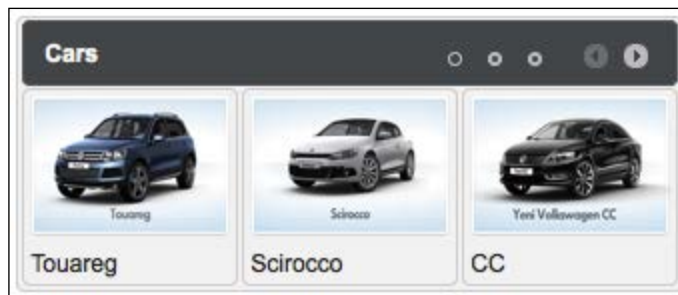 Cars
Touareg
Scirocco
Yeni Volkswagen CC
Touareg
Scirocco
CC